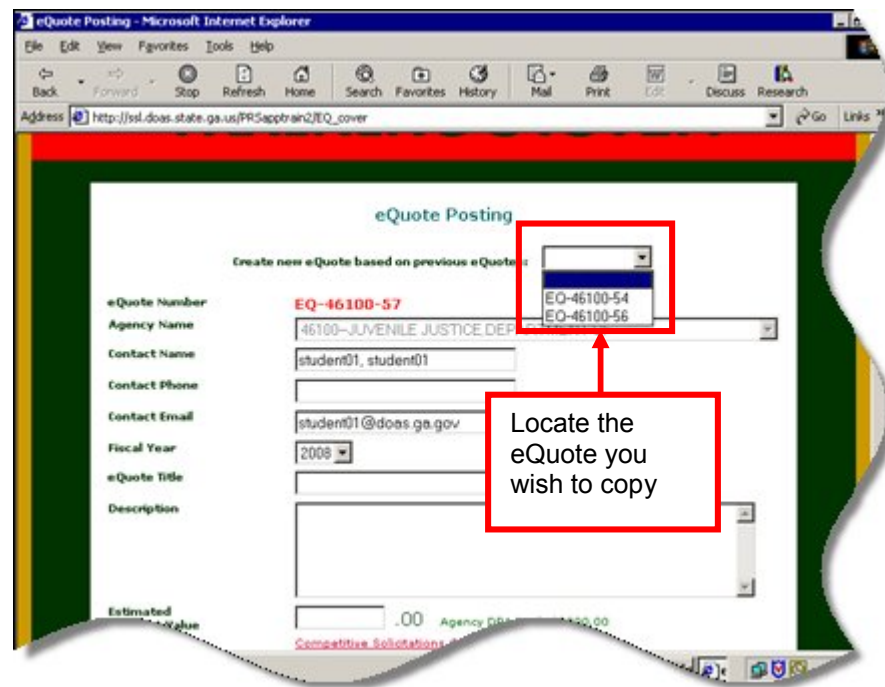 eQuote Posting - Microsoft Internet Explorer
File Edit View Favorites Tools Help
Back Forward Stop Refresh Home Search Favorites History Mail Print Edit Discuss Research
Address http://ssl.doas.state.ga.us/PRSapptrain2/EQ_cover Go Links »
eQuote Posting
Create new eQuote based on previous eQuotes:
EQ-46100-54
EQ-46100-56
eQuote Number EQ-46100-57
Agency Name 46100--JUVENILE JUSTICE, DEP
Contact Name student01, student01
Contact Phone
Contact Email student01@doas.ga.gov
Fiscal Year 2008
eQuote Title
Description
Locate the
eQuote you
wish to copy
Estimated
Value .00 Agency
Competitive Solicitations